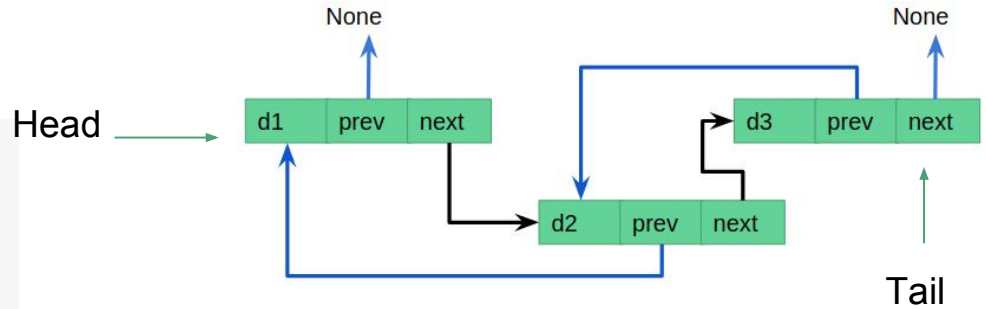 None
None
Head
d1 prev next
d3 prev next
d2 prev next
Tail